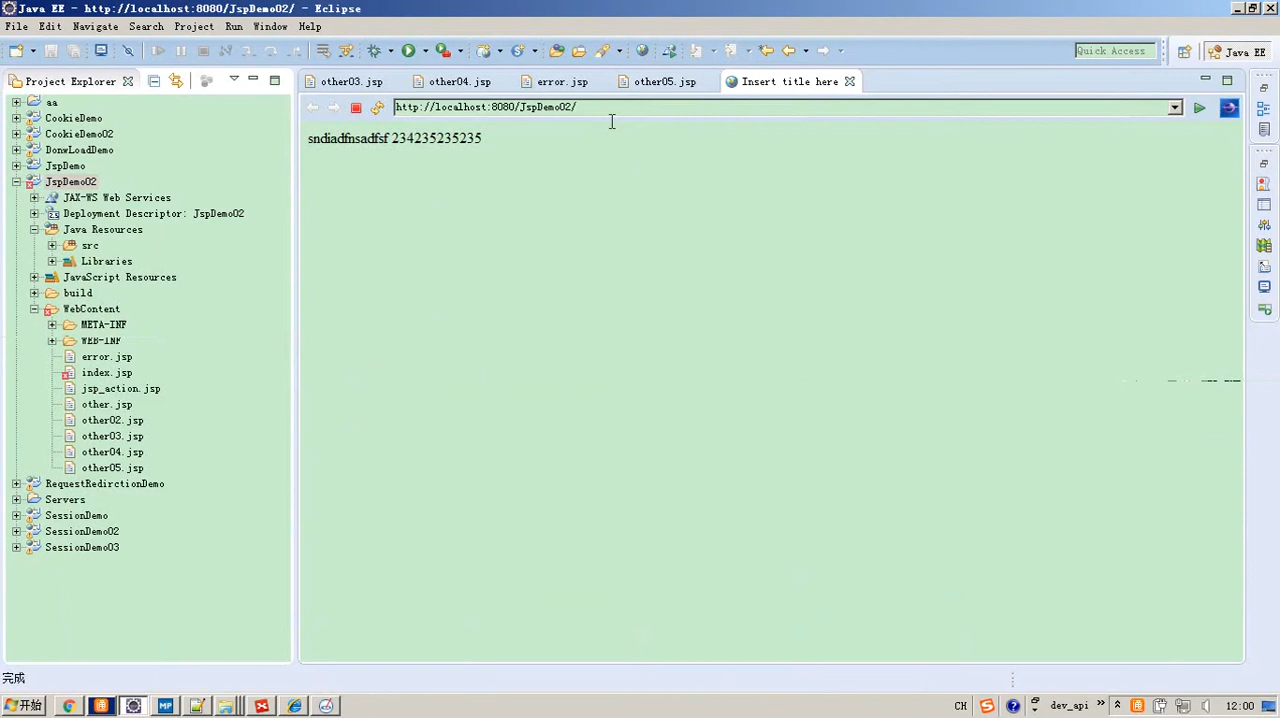 Java EE - http://localhost:8080/JspDemo02/ - Eclipse
File Edit Navigate Search Project Run Window Help
Quick Access
Java EE
Project Explorer
other03.jsp
other04.jsp
error.jsp
other05.jsp
Insert title here
http://localhost:8080/JspDemo02/
sndiadfnsadfsf 234235235235
aa
CookieDemo
CookieDemo02
DonwLoadDemo
JspDemo
JspDemo02
JAX-WS Web Services
Deployment Descriptor: JspDemo02
Java Resources
src
Libraries
JavaScript Resources
build
WebContent
META-INF
WEB-INF
error.jsp
index.jsp
jsp_action.jsp
other.jsp
other02.jsp
other03.jsp
other04.jsp
other05.jsp
RequestRedirctionDemo
Servers
SessionDemo
SessionDemo02
SessionDemo03
完成
开始
MP
CH
dev_api
12:00